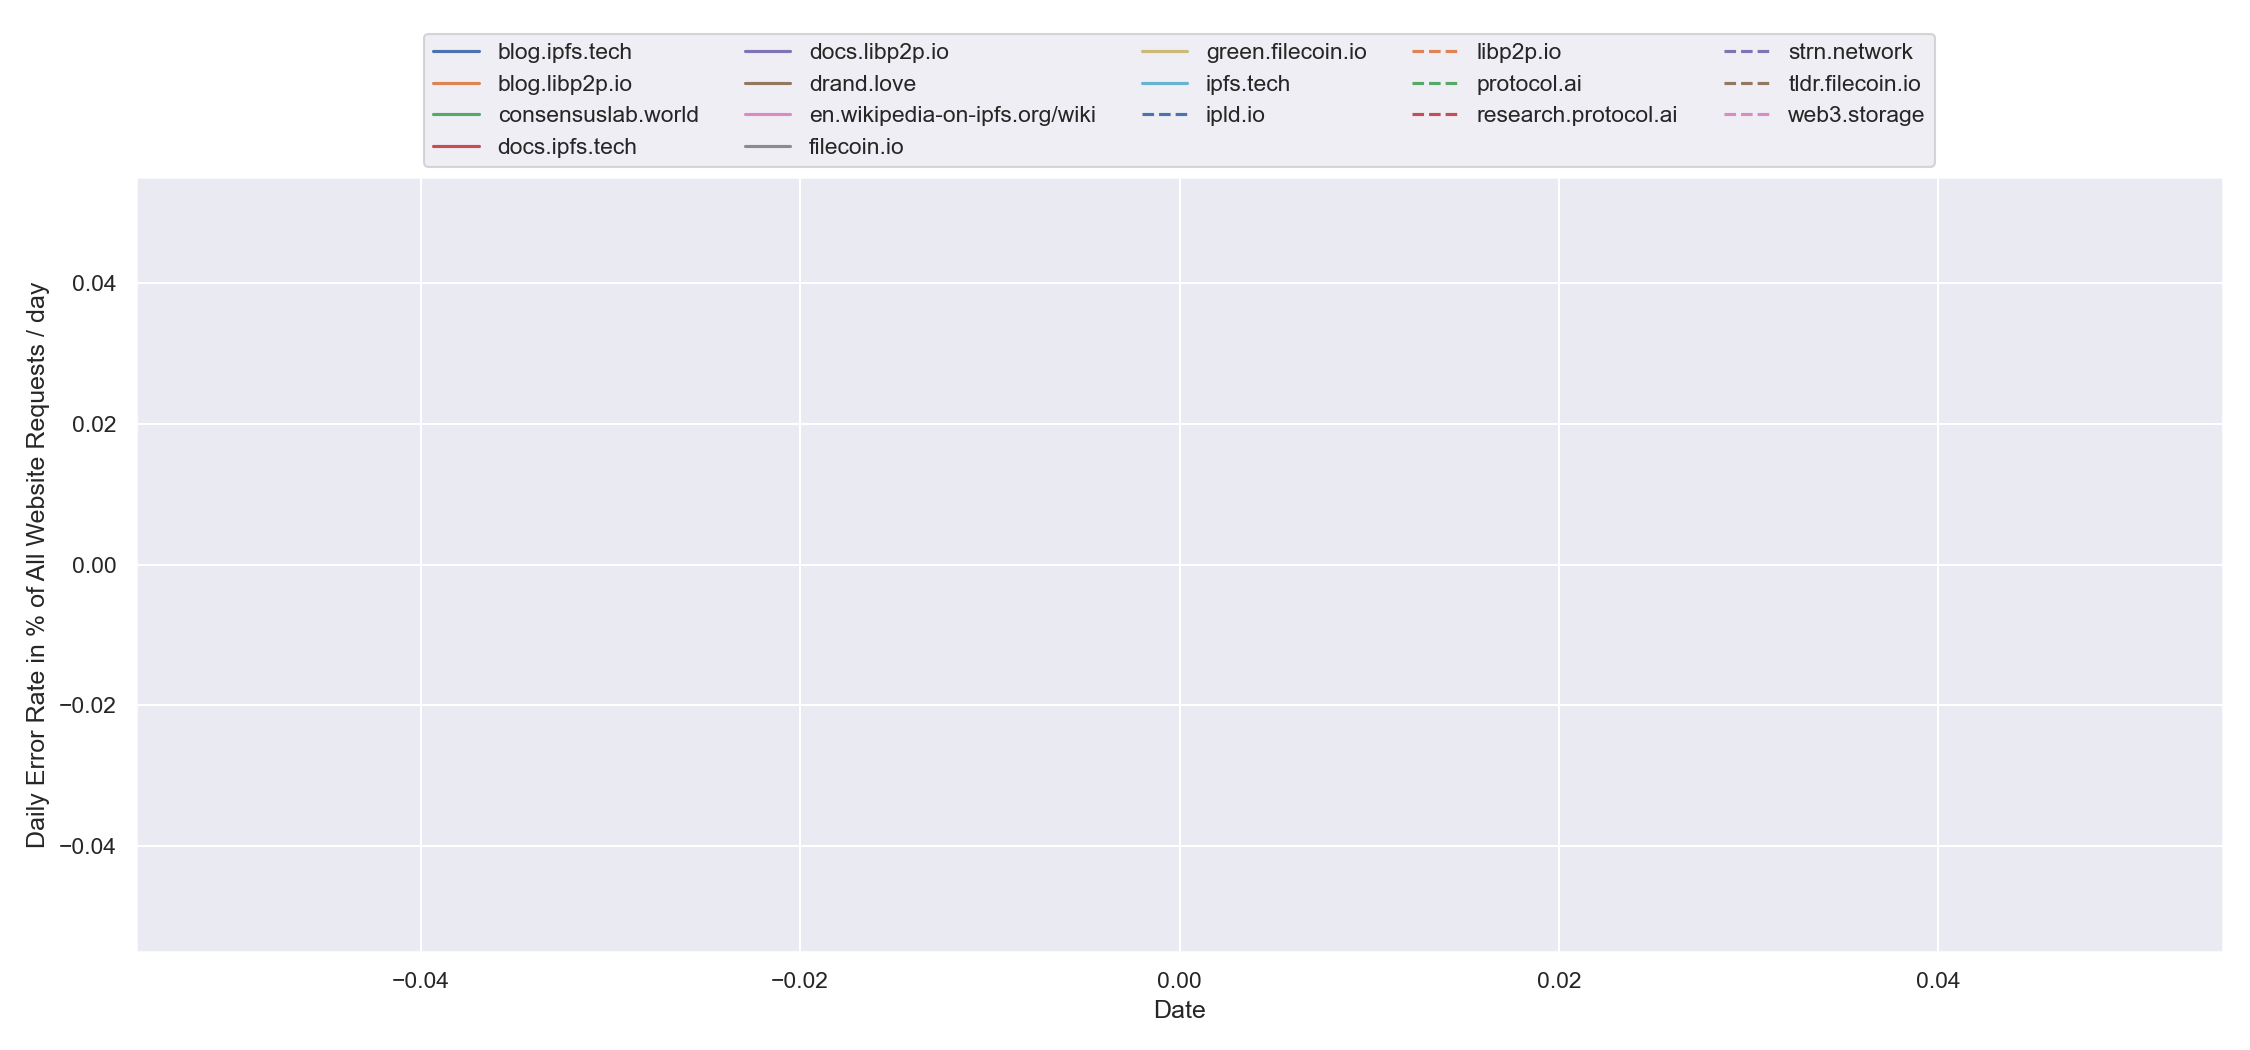 blog.ipfs.tech
blog.libp2p.io
consensuslab.world
docs.ipfs.tech
docs.libp2p.io
drand.love
en.wikipedia-on-ipfs.org/wiki
filecoin.io
green.filecoin.io
ipfs.tech
ipld.io
libp2p.io
protocol.ai
research.protocol.ai
strn.network
tldr.filecoin.io
web3.storage
Daily Error Rate in % of All Website Requests / day
0.04
0.02
0.00
−0.02
−0.04
−0.04
−0.02
0.00
0.02
0.04
Date